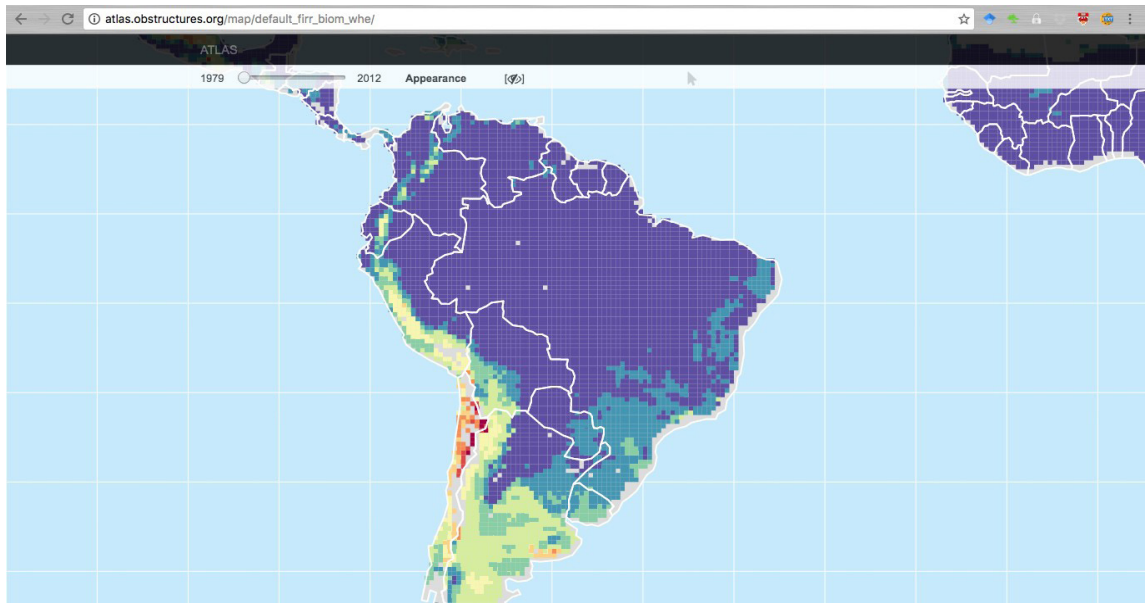 atlas.obstructures.org/map/default_firr_biom_whe/
ATLAS
1979 2012 Appearance